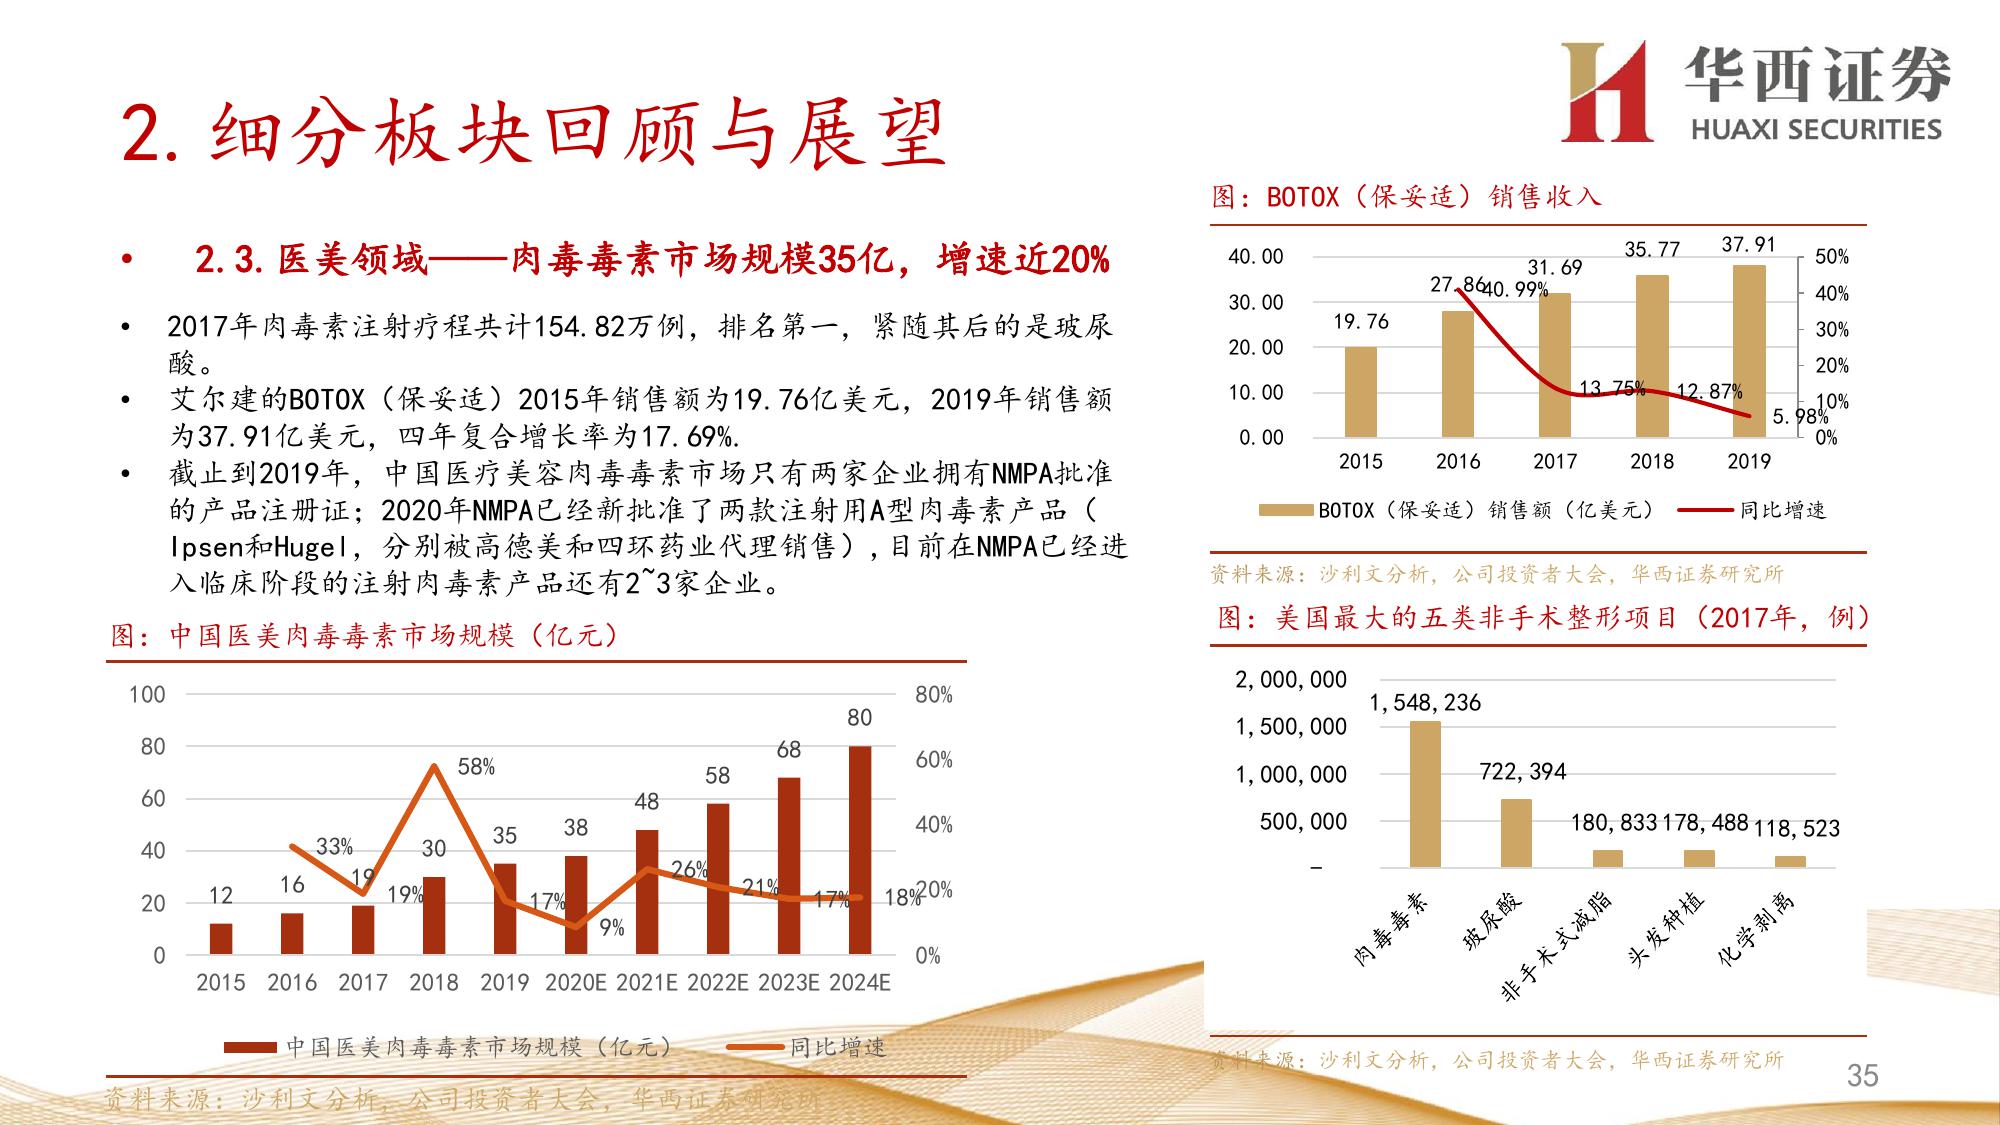 华西证券
HUAXI SECURITIES
2. 细分板块回顾与展望
• 2.3. 医美领域——肉毒毒素市场规模35亿，增速近20%
• 2017年肉毒素注射疗程共计154.82万例，排名第一，紧随其后的是玻尿
酸。
• 艾尔建的BOTOX（保妥适）2015年销售额为19.76亿美元，2019年销售额
为37.91亿美元，四年复合增长率为17.69%.
• 截止到2019年，中国医疗美容肉毒毒素市场只有两家企业拥有NMPA批准
的产品注册证；2020年NMPA已经新批准了两款注射用A型肉毒素产品（
Ipsen和Hugel，分别被高德美和四环药业代理销售）,目前在NMPA已经进
入临床阶段的注射肉毒素产品还有2~3家企业。
图：中国医美肉毒毒素市场规模（亿元）
100
80
60
40
20
0
80%
60%
40%
20%
0%
12
16
19
30
35
38
48
58
68
80
33%
19%
58%
17%
9%
26%
21%
17%
18%
2015 2016 2017 2018 2019 2020E 2021E 2022E 2023E 2024E
中国医美肉毒毒素市场规模（亿元） 同比增速
资料来源：沙利文分析，公司投资者大会，华西证券研究所
图：BOTOX（保妥适）销售收入
40.00
30.00
20.00
10.00
0.00
50%
40%
30%
20%
10%
0%
19.76
27.86
31.69
35.77
37.91
40.99%
13.75%
12.87%
5.98%
2015 2016 2017 2018 2019
BOTOX（保妥适）销售额（亿美元） 同比增速
资料来源：沙利文分析，公司投资者大会，华西证券研究所
图：美国最大的五类非手术整形项目（2017年，例）
2,000,000
1,500,000
1,000,000
500,000
–
1,548,236
722,394
180,833
178,488
118,523
肉毒毒素
玻尿酸
非手术式减脂
头发种植
化学剥离
资料来源：沙利文分析，公司投资者大会，华西证券研究所
35